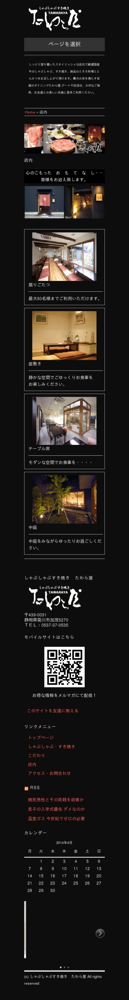 しゃぶしゃぶすき焼き
TAWARAYA
たわら屋
ページを選択
しっとり落ち着いたスタイリッシュな店内で厳選国産
牛のしゃぶしゃぶ、すき焼き、絶品のとろろ料理とと
んかつをお召し上がり頂けます。貴方の舌を満たす至
福のダイニングたわら屋,デートや記念日、大切なご接
待、お友達との楽しい会食に是非ご利用ください。
Home » 店内
たわら屋
店内
心のこもった　お　も　て　な　し・・
皆様をお迎え致します。
掘りごたつ
最大50名様までご利用いただけます。
座敷き
静かな空間でごゆっくりお食事を
お楽しみください。
テーブル席
モダンな空間でお食事を・・・・
中庭
中庭をみながらゆったりお過ごしくだ
さい。
しゃぶしゃぶすき焼き　たわら屋
しゃぶしゃぶすき焼き
TAWARAYA
たわら屋
〒439-0031
静岡県菊川市加茂5270
ＴＥＬ：0537-37-0535
モバイルサイトはこちら
お得な情報をメルマガにて配信！
このサイトを友達に教える
リンクメニュー
トップページ
しゃぶしゃぶ・すき焼き
こだわり
店内
アクセス・お問合わせ
RSS
焼死男性とその両親を殺害か
息子の入学式優先 ダメなのか
温室ガス 今世紀でゼロの必要
カレンダー
2014年4月
月 火 水 木 金 土 日
1 2 3 4 5 6
7 8 9 10 11 12 13
14 15 16 17 18 19 20
21 22 23 24 25 26 27
28 29 30
(c) しゃぶしゃぶすき焼き　たわら屋 All rights
reserved